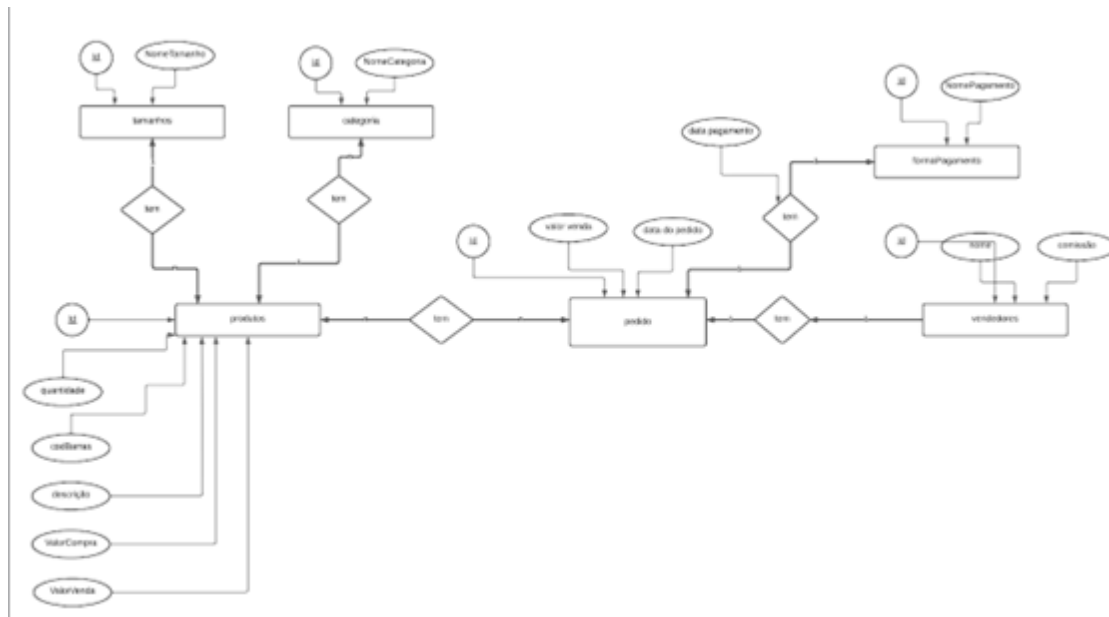 id
NomeTamanho
id
NomeCategoria
tamanhos
categoria
id
NomePagamento
data pagamento
formaPagamento
tem
tem
tem
id
valor venda
data do pedido
id
nome
comissão
id
produtos
tem
pedido
tem
vendedores
quantidade
codBarras
descrição
ValorCompra
ValorVenda